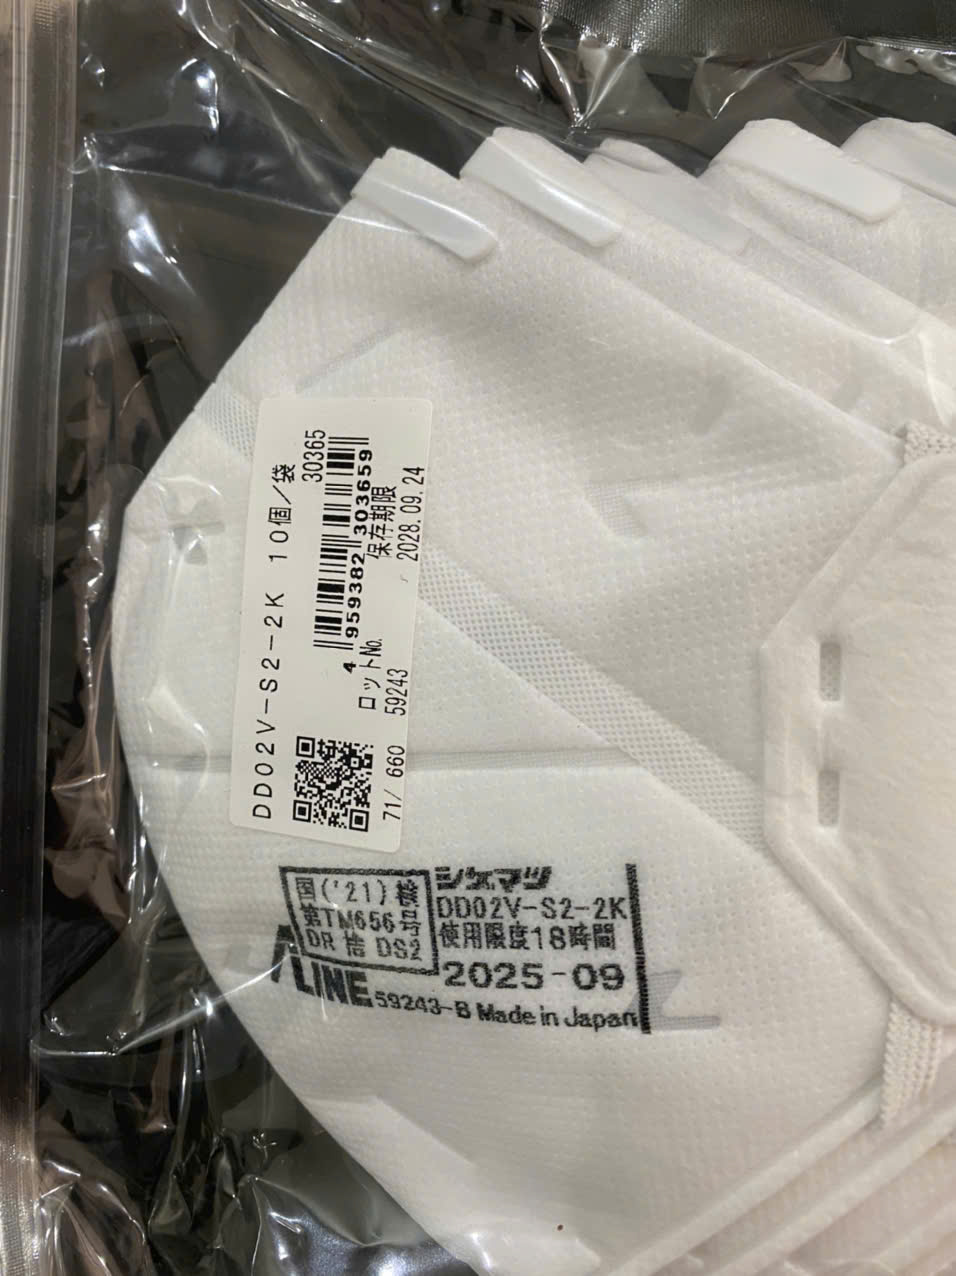 DD02V-S2-2K 10個/袋
30365
4 959382 303659
ロットNo.
保存期限
59243
2028.09.24
71/ 660
国('21)検
第TM656号
DR 捨 DS2
シゲマツ
DD02V-S2-2K
使用限度18時間
2025-09
ALINE
59243-B Made in Japan